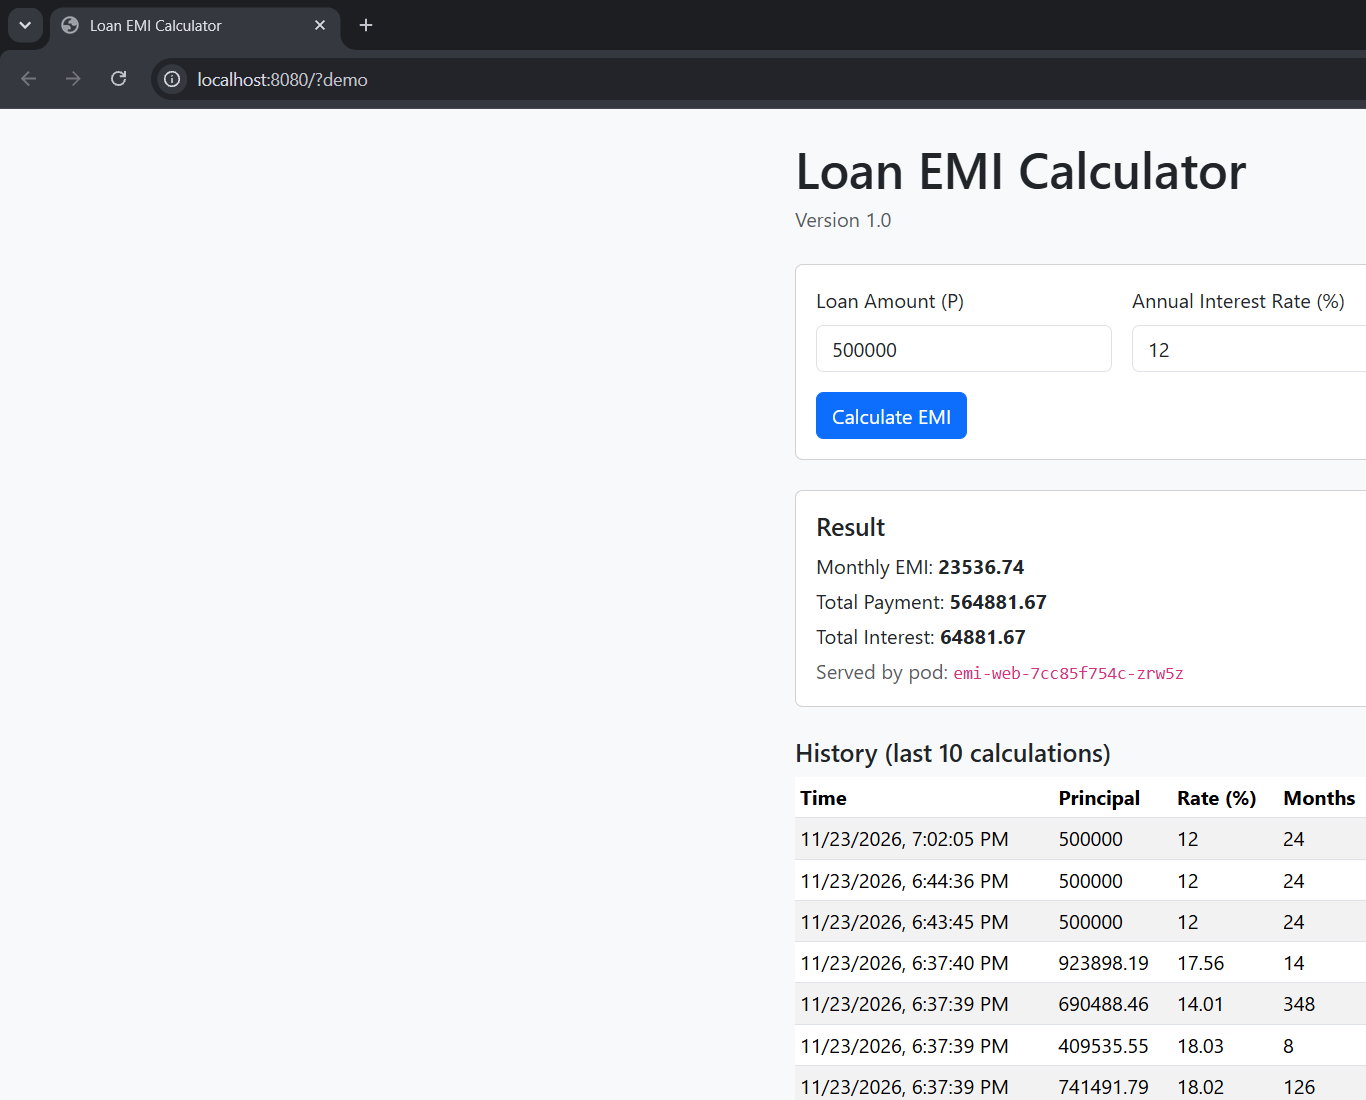 Loan EMI Calculator
localhost:8080/?demo
Loan EMI Calculator
Version 1.0
Loan Amount (P) Annual Interest Rate (%)
500000 12
Calculate EMI
Result
Monthly EMI: 23536.74
Total Payment: 564881.67
Total Interest: 64881.67
Served by pod: emi-web-7cc85f754c-zrw5z
History (last 10 calculations)
Time Principal Rate (%) Months
11/23/2026, 7:02:05 PM 500000 12 24
11/23/2026, 6:44:36 PM 500000 12 24
11/23/2026, 6:43:45 PM 500000 12 24
11/23/2026, 6:37:40 PM 923898.19 17.56 14
11/23/2026, 6:37:39 PM 690488.46 14.01 348
11/23/2026, 6:37:39 PM 409535.55 18.03 8
11/23/2026, 6:37:39 PM 741491.79 18.02 126